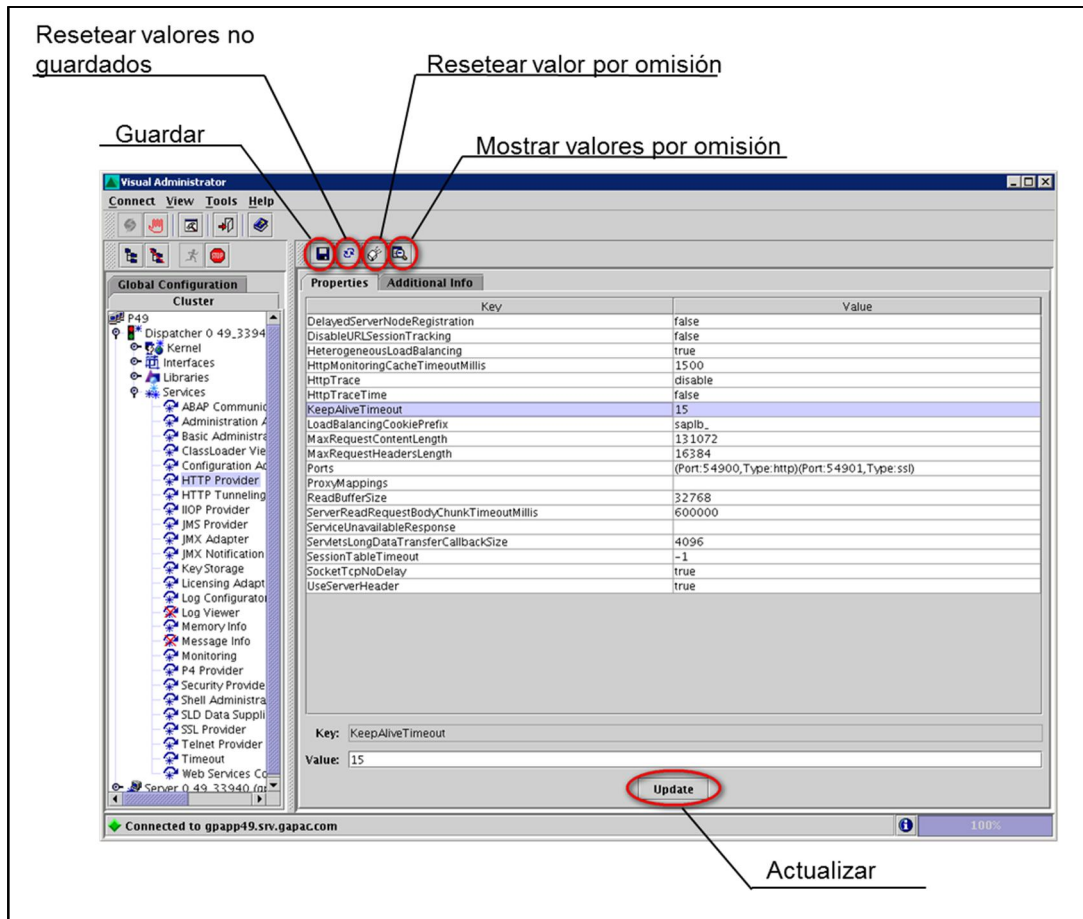 Resetear valores no
guardados
Resetear valor por omisión
Guardar
Mostrar valores por omisión
Visual Administrator
Connect View Tools Help
Global Configuration
Cluster
P49
Dispatcher 0 49_3394
Kernel
Interfaces
Libraries
Services
ABAP Communic
Administration A
Basic Administra
ClassLoader Vie
Configuration Ad
HTTP Provider
HTTP Tunneling
IIOP Provider
JMS Provider
JMX Adapter
JMX Notification
Key Storage
Licensing Adapt
Log Configurator
Log Viewer
Memory Info
Message Info
Monitoring
P4 Provider
Security Provide
Shell Administra
SLD Data Suppli
SSL Provider
Telnet Provider
Timeout
Web Services Co
Server 0 49_33940 (gp
Properties Additional Info
Key Value
DelayedServerNodeRegistration false
DisableURLSessionTracking false
HeterogeneousLoadBalancing true
HttpMonitoringCacheTimeoutMillis 1500
HttpTrace disable
HttpTraceTime false
KeepAliveTimeout 15
LoadBalancingCookiePrefix saplb_
MaxRequestContentLength 131072
MaxRequestHeadersLength 16384
Ports (Port:54900,Type:http)(Port:54901,Type:ssl)
ProxyMappings
ReadBufferSize 32768
ServerReadRequestBodyChunkTimeoutMillis 600000
ServiceUnavailableResponse
ServletsLongDataTransferCallbackSize 4096
SessionTableTimeout -1
SocketTcpNoDelay true
UseServerHeader true
Key: KeepAliveTimeout
Value: 15
Update
Connected to gpapp49.srv.gapac.com 100%
Actualizar